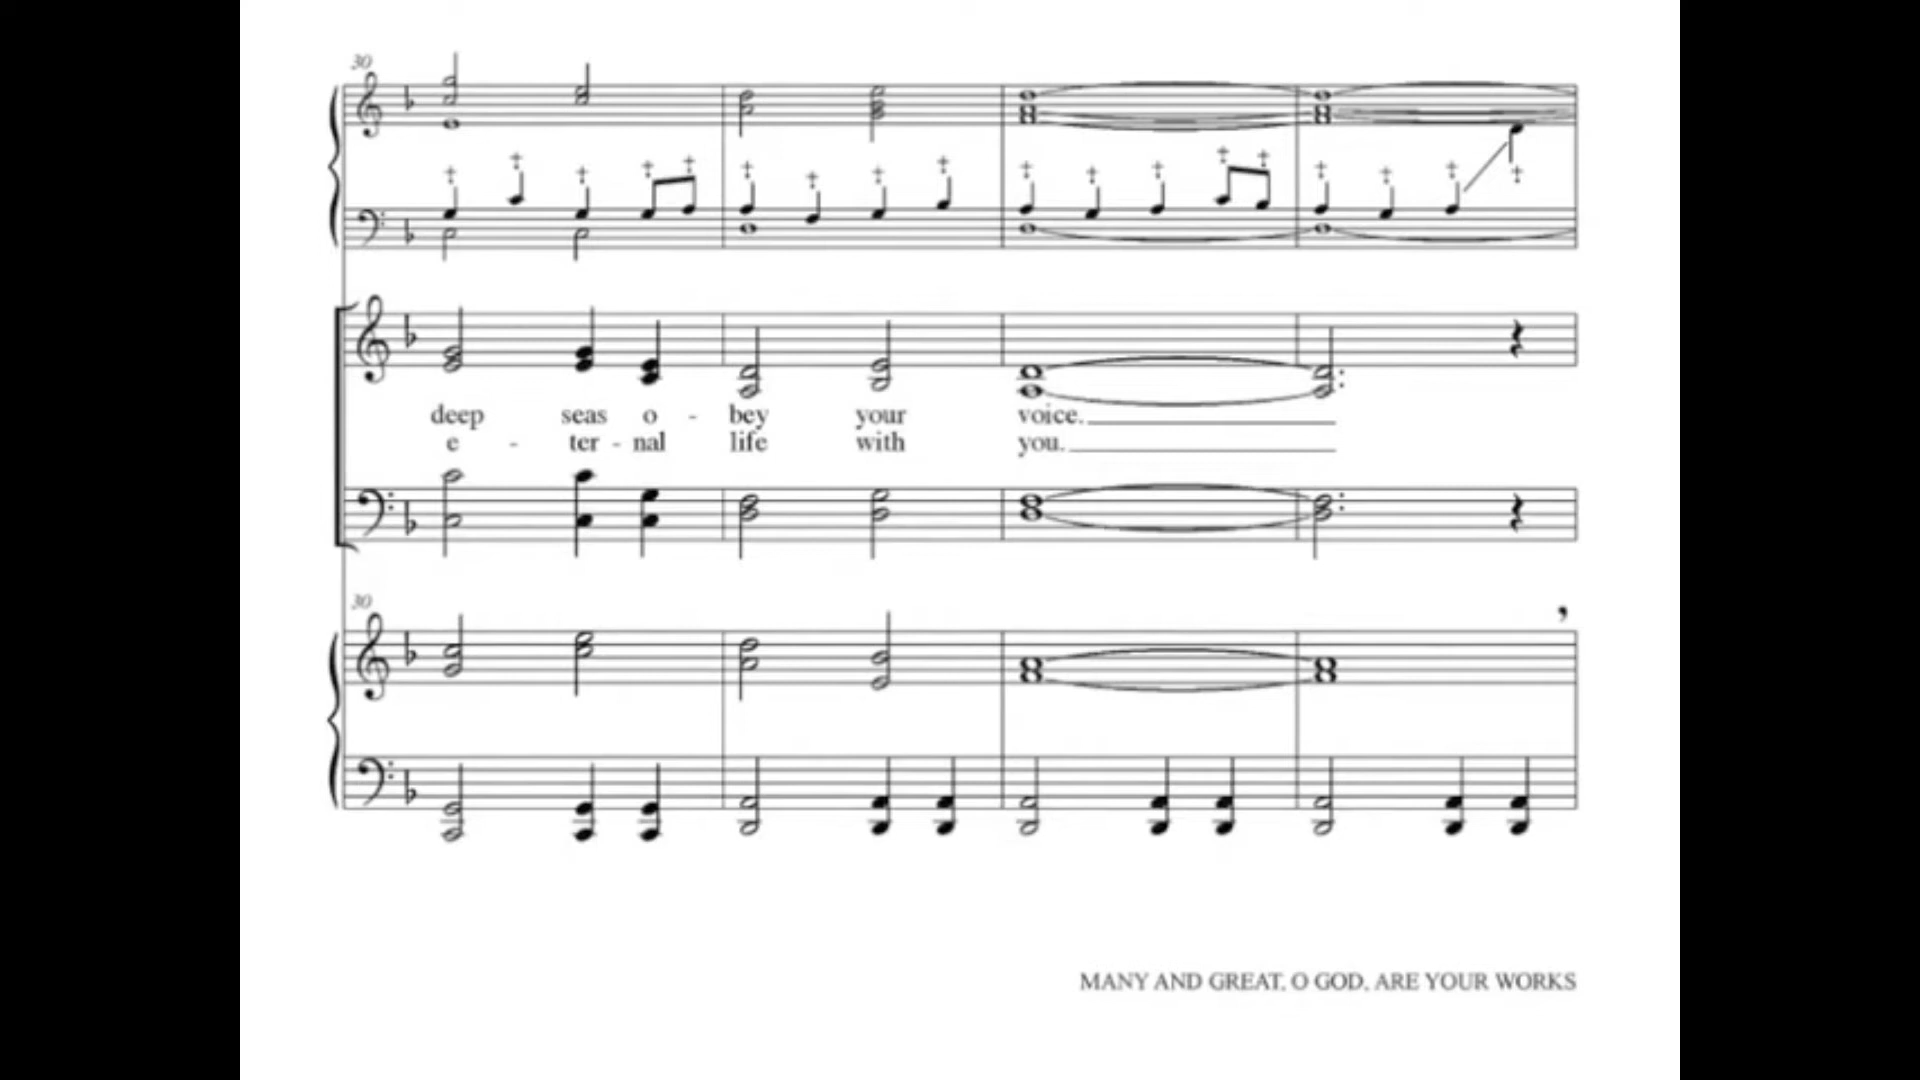 30
deep seas o - bey your voice.
e - ter - nal life with you.
30
MANY AND GREAT, O GOD, ARE YOUR WORKS